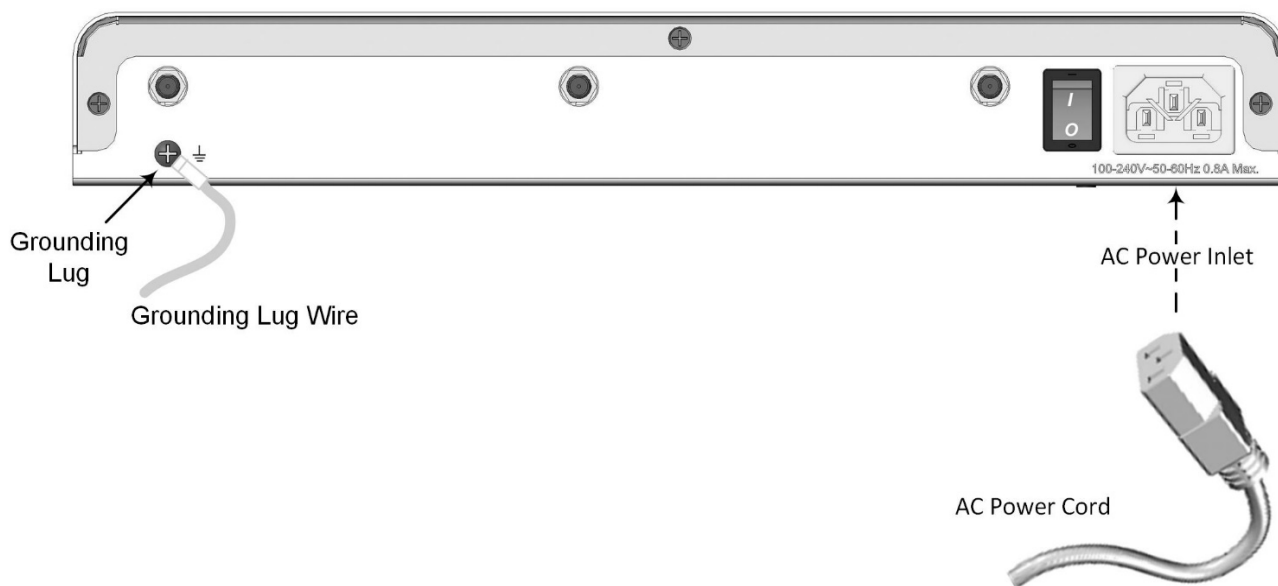 I
O
100-240V~50-60Hz 0.8A Max.
Grounding
Lug
AC Power Inlet
Grounding Lug Wire
AC Power Cord